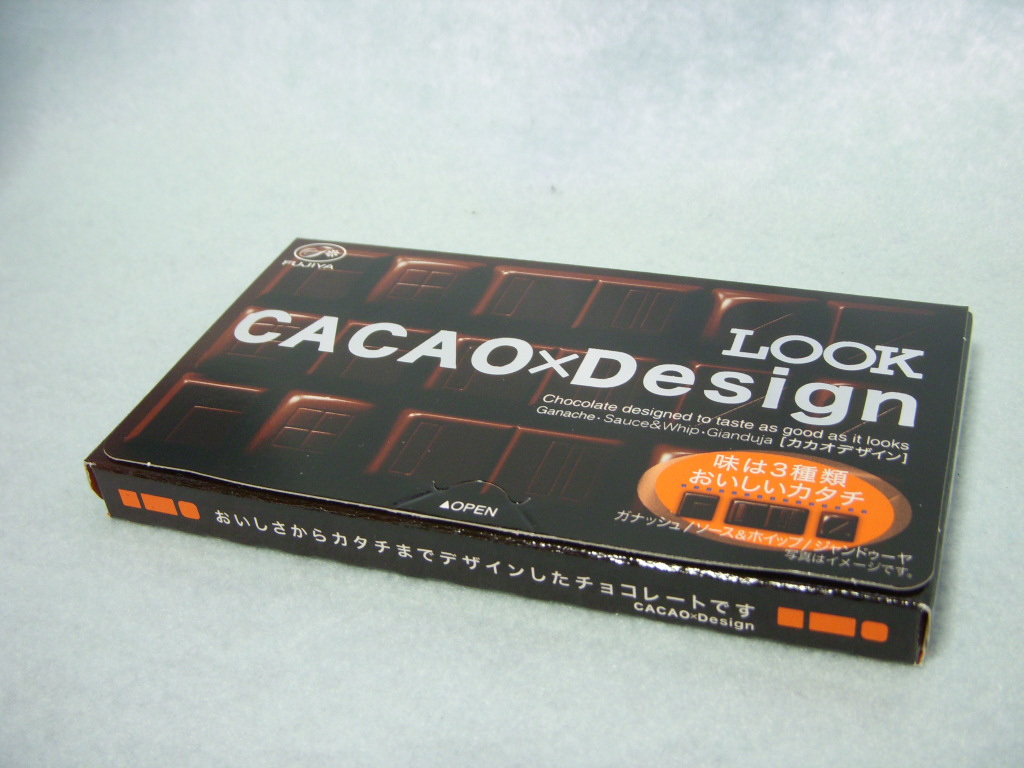 FUJIYA
LOOK
CACAO×Design
Chocolate designed to taste as good as it looks
Ganache・Sauce&Whip・Gianduja [カカオデザイン]
味は3種類
おいしいカタチ
ガナッシュ/ソース&ホイップ/ジャンドゥーヤ
写真はイメージです。
▲OPEN
おいしさからカタチまでデザインしたチョコレートです
CACAO×Design